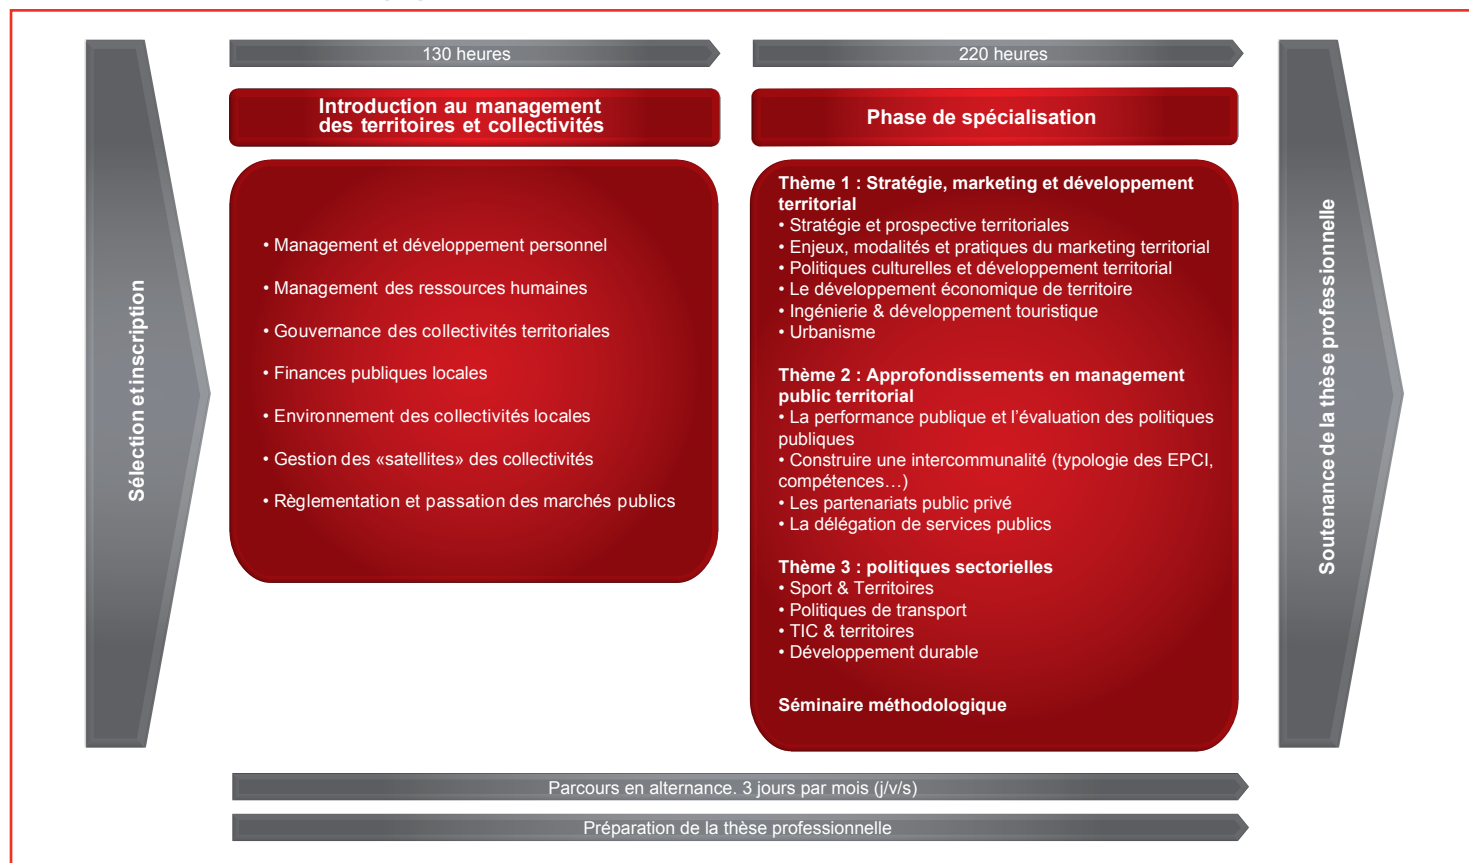 Sélection et inscription
130 heures
Introduction au management
des territoires et collectivités
• Management et développement personnel
• Management des ressources humaines
• Gouvernance des collectivités territoriales
• Finances publiques locales
• Environnement des collectivités locales
• Gestion des «satellites» des collectivités
• Règlementation et passation des marchés publics
220 heures
Phase de spécialisation
Thème 1 : Stratégie, marketing et développement
territorial
• Stratégie et prospective territoriales
• Enjeux, modalités et pratiques du marketing territorial
• Politiques culturelles et développement territorial
• Le développement économique de territoire
• Ingénierie & développement touristique
• Urbanisme
Thème 2 : Approfondissements en management
public territorial
• La performance publique et l’évaluation des politiques
publiques
• Construire une intercommunalité (typologie des EPCI,
compétences…)
• Les partenariats public privé
• La délégation de services publics
Thème 3 : politiques sectorielles
• Sport & Territoires
• Politiques de transport
• TIC & territoires
• Développement durable
Séminaire méthodologique
Soutenance de la thèse professionnelle
Parcours en alternance. 3 jours par mois (j/v/s)
Préparation de la thèse professionnelle